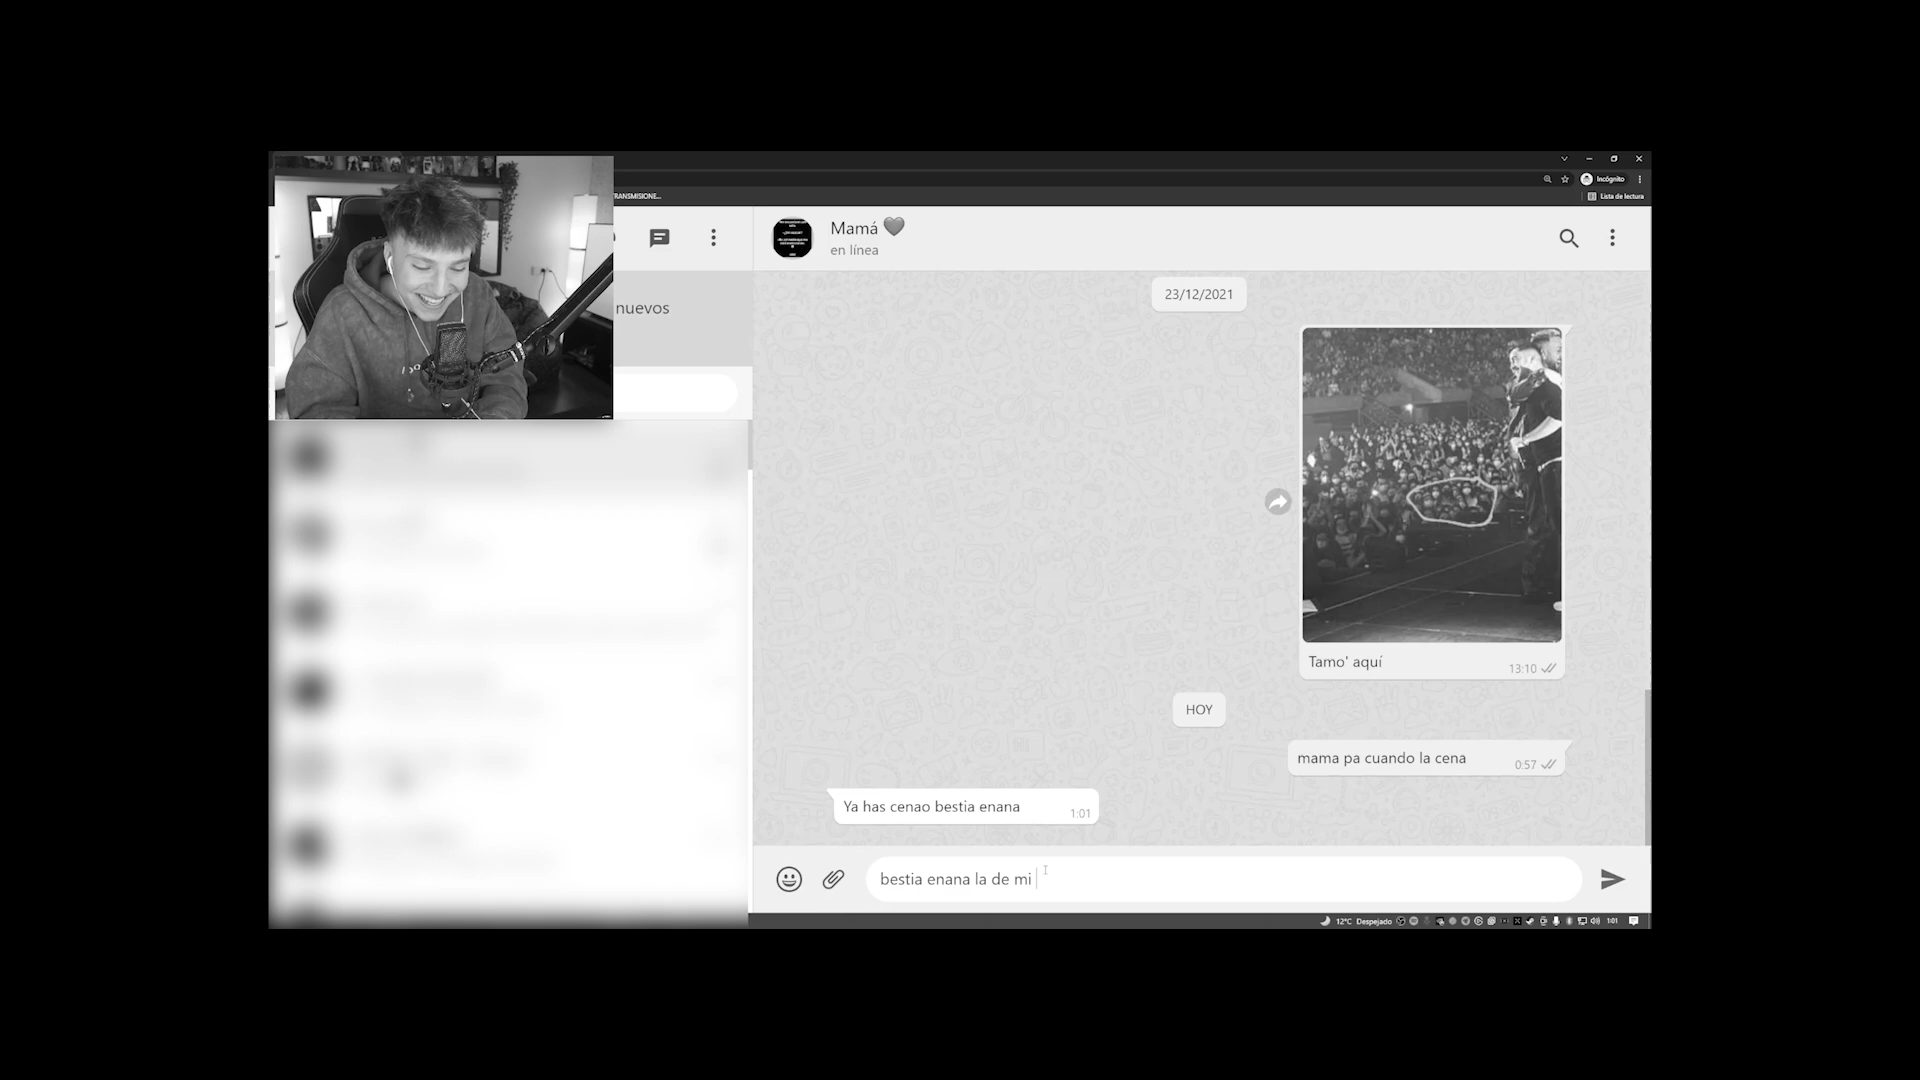 Incógnito
TRANSMISIONE...
Lista de lectura
Mamá
en línea
nuevos
23/12/2021
Tamo' aquí
13:10
HOY
mama pa cuando la cena
0:57
Ya has cenao bestia enana
1:01
bestia enana la de mi
12°C Despejado
1:01